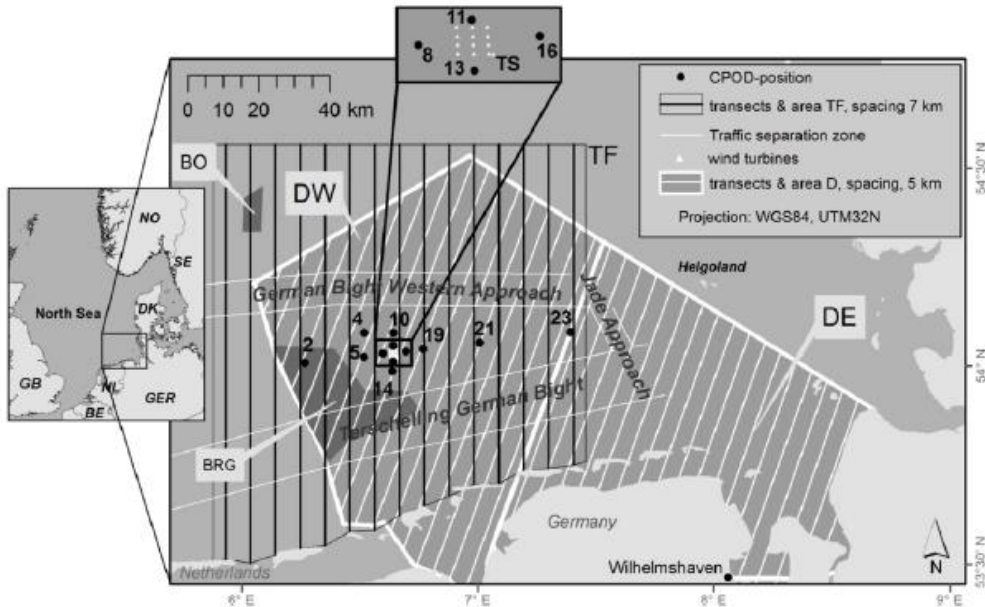 11
8
16
13
TS
0 10 20 40
km
CPOD-position
transects & area TF, spacing 7 km
Traffic separation zone
wind turbines
transects & area D, spacing, 5 km
Projection: WGS84, UTM32N
TF
BO
DW
54°30' N
NO
SE
North Sea
DK
GB
NL
BE
GER
Helgoland
German Bight Western Approach
Jade Approach
DE
4
10
23
2
5
19
21
14
54° N
Terschelling German Bight
BRG
Germany
Wilhelmshaven
N
Netherlands
53°30' N
6° E
7° E
8° E
9° E